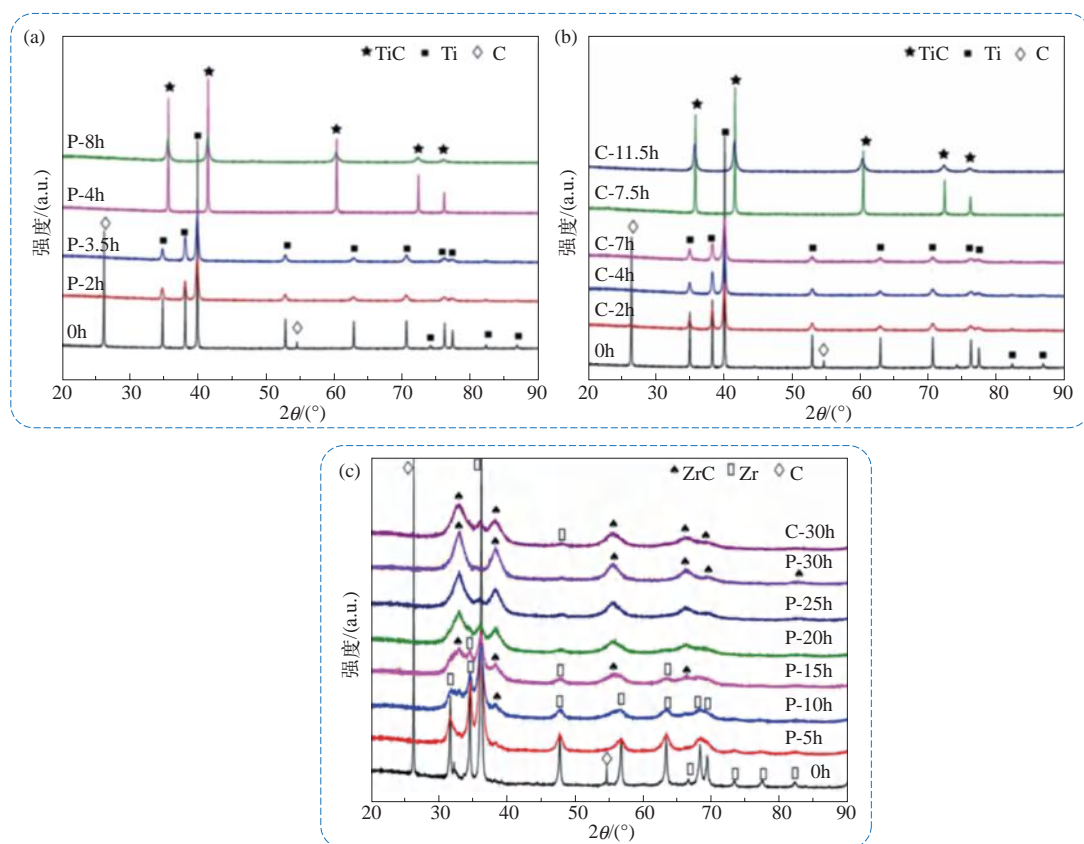 (a)
★TiC ■ Ti ◇ C
P-8h
P-4h
P-3.5h
P-2h
0h
强度/(a.u.)
20 30 40 50 60 70 80 90
2θ/(°)
(b)
★TiC ■ Ti ◇ C
C-11.5h
C-7.5h
C-7h
C-4h
C-2h
0h
强度/(a.u.)
20 30 40 50 60 70 80 90
2θ/(°)
(c)
ZrC Zr ◇ C
C-30h
P-30h
P-25h
P-20h
P-15h
P-10h
P-5h
0h
强度/(a.u.)
20 30 40 50 60 70 80 90
2θ/(°)